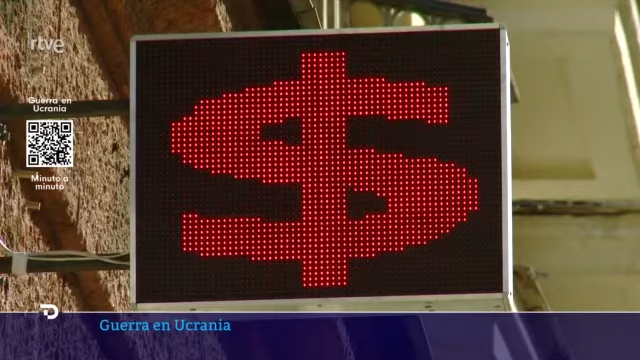 rtve
Guerra en
Ucrania
Minuto a
minuto
$
Guerra en Ucrania